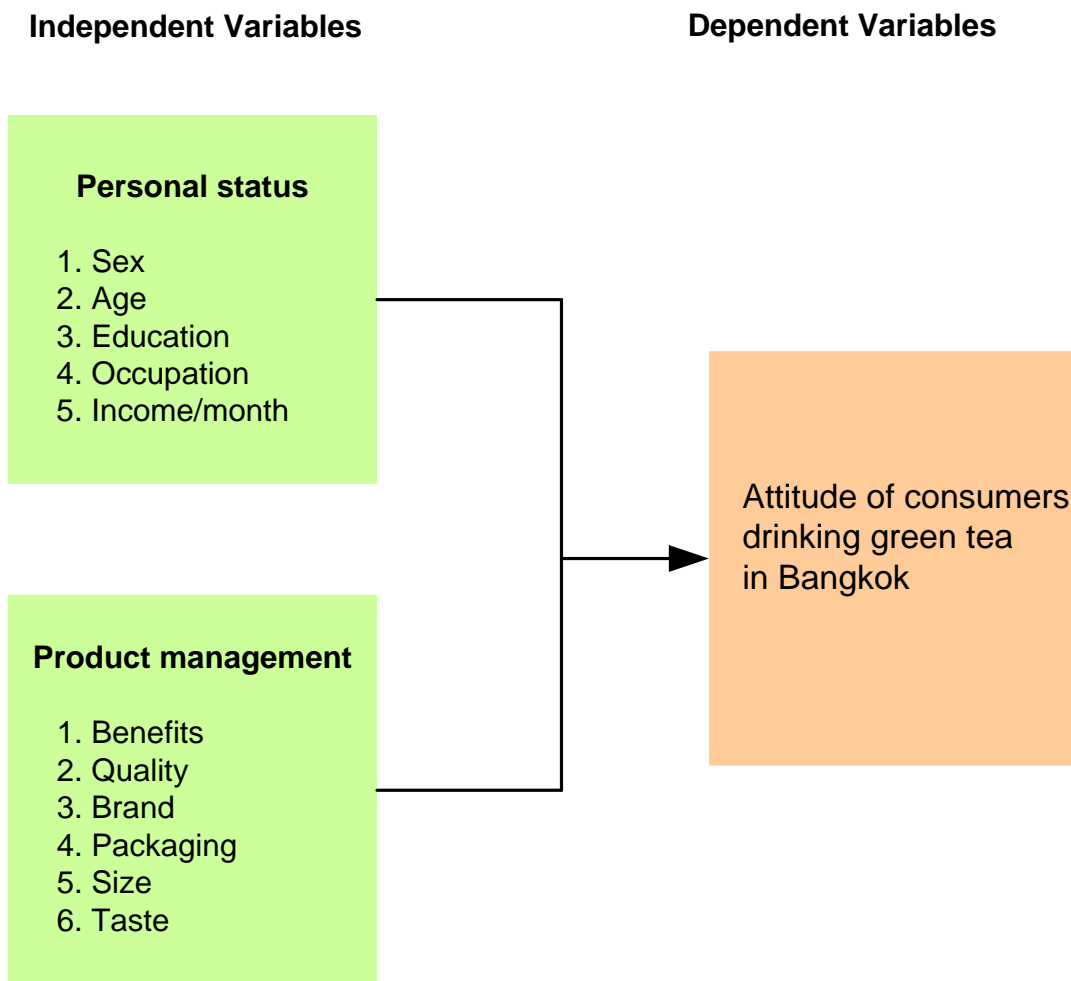 Independent Variables
Dependent Variables
Personal status
1. Sex
2. Age
3. Education
4. Occupation
5. Income/month
Product management
1. Benefits
2. Quality
3. Brand
4. Packaging
5. Size
6. Taste
Attitude of consumers
drinking green tea
in Bangkok